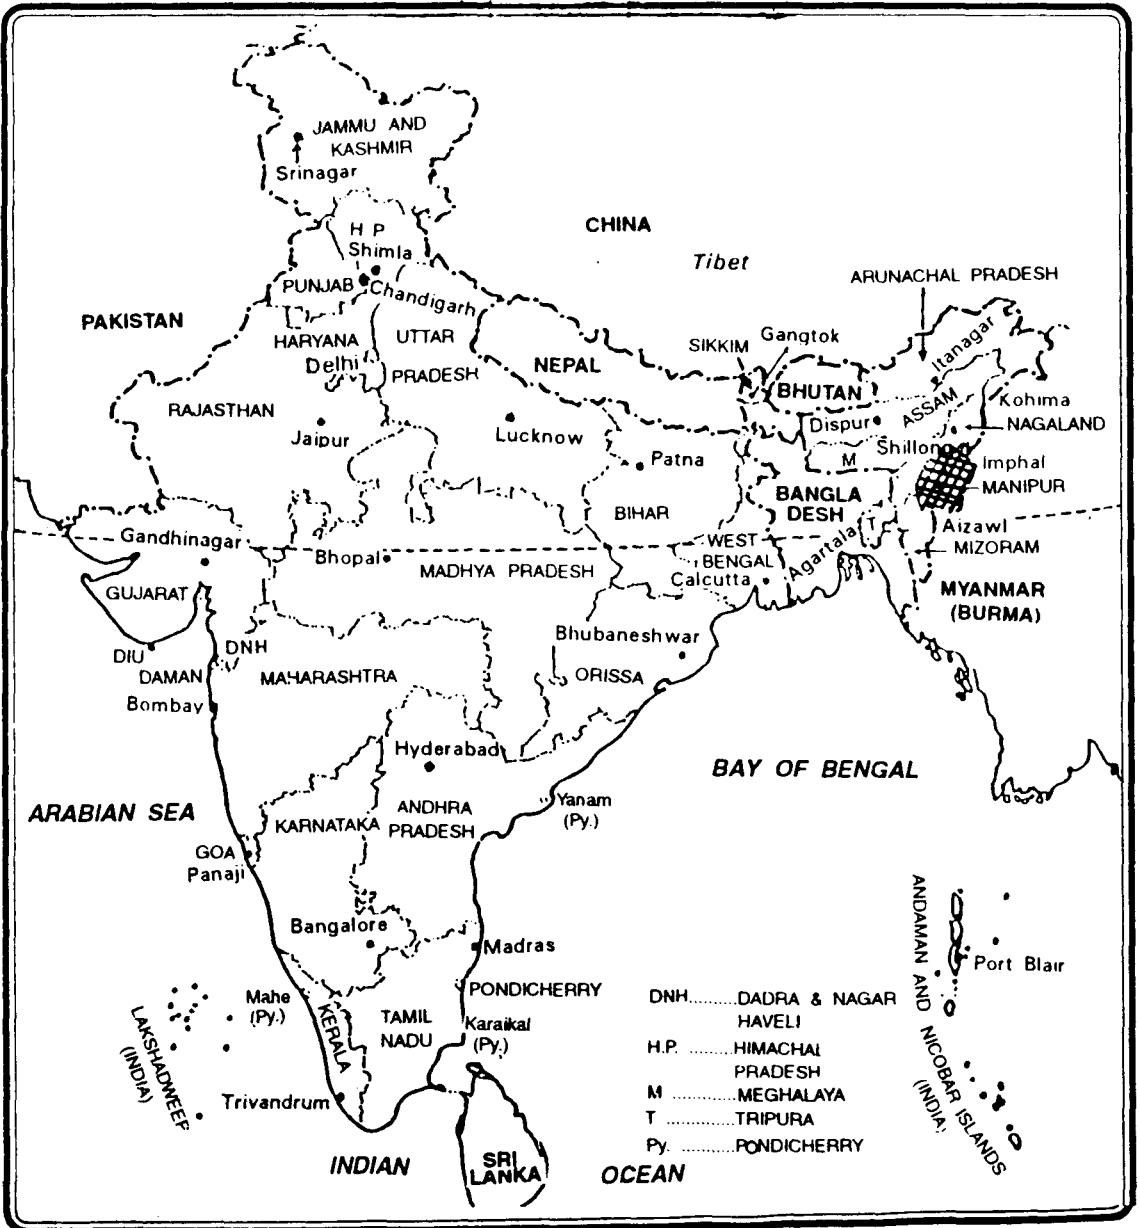 JAMMU AND
KASHMIR
Srinagar
CHINA
Tibet
H P
Shimla
PUNJAB
Chandigarh
ARUNACHAL PRADESH
PAKISTAN
HARYANA
Delhi
UTTAR
PRADESH
NEPAL
SIKKIM
Gangtok
BHUTAN
Itanagar
RAJASTHAN
Jaipur
Lucknow
Patna
Dispur
ASSAM
Kohima
NAGALAND
Shillong
M
Imphal
MANIPUR
BIHAR
BANGLA
DESH
T
Aizawl
MIZORAM
Gandhinagar
Bhopal
MADHYA PRADESH
WEST
BENGAL
Calcutta
Agartala
GUJARAT
MYANMAR
(BURMA)
DIU
DAMAN
DNH
Bombay
MAHARASHTRA
Bhubaneshwar
ORISSA
Hyderabad
BAY OF BENGAL
ARABIAN SEA
KARNATAKA
ANDHRA
PRADESH
Yanam
(Py.)
GOA
Panaji
Bangalore
Madras
ANDAMAN AND NICOBAR ISLANDS
(INDIA)
Port Blair
Mahe
(Py.)
KERALA
TAMIL
NADU
PONDICHERRY
Karaikal
(Py.)
LAKSHADWEEP
(INDIA)
Trivandrum
DNH.........DADRA & NAGAR
HAVELI
H.P. .........HIMACHAL
PRADESH
M .............MEGHALAYA
T ..............TRIPURA
Py. ...........PONDICHERRY
INDIAN OCEAN
SRI
LANKA